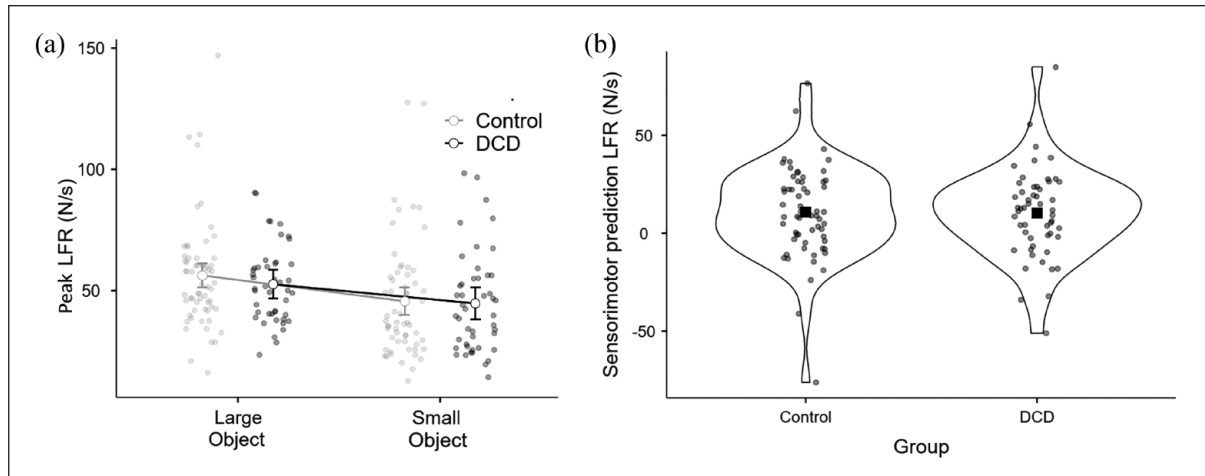 (a)
Peak LFR (N/s)
150
100
50
Control
DCD
Large
Object
Small
Object
(b)
Sensorimotor prediction LFR (N/s)
50
0
-50
Control
DCD
Group